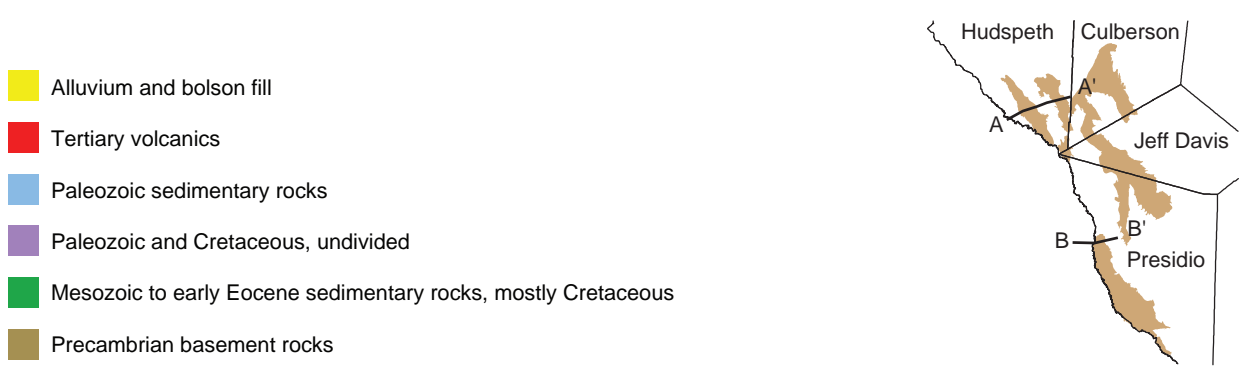 Alluvium and bolson fill
Tertiary volcanics
Paleozoic sedimentary rocks
Paleozoic and Cretaceous, undivided
Mesozoic to early Eocene sedimentary rocks, mostly Cretaceous
Precambrian basement rocks
Hudspeth
Culberson
A'
A
Jeff Davis
B'
B
Presidio